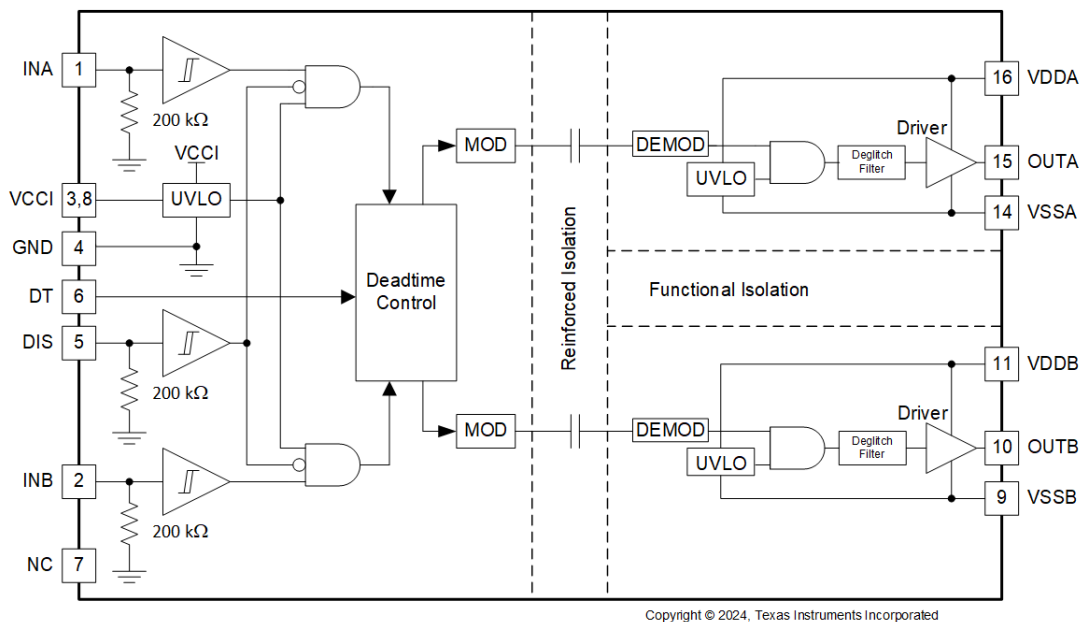 INA
1
200 kΩ
VCCI
VCCI
3,8
UVLO
GND
4
DT
6
DIS
5
200 kΩ
INB
2
200 kΩ
NC
7
Deadtime
Control
MOD
MOD
Reinforced Isolation
DEMOD
UVLO
Deglitch
Filter
Driver
16
VDDA
15
OUTA
14
VSSA
Functional Isolation
DEMOD
UVLO
Deglitch
Filter
Driver
11
VDDB
10
OUTB
9
VSSB
Copyright © 2024, Texas Instruments Incorporated